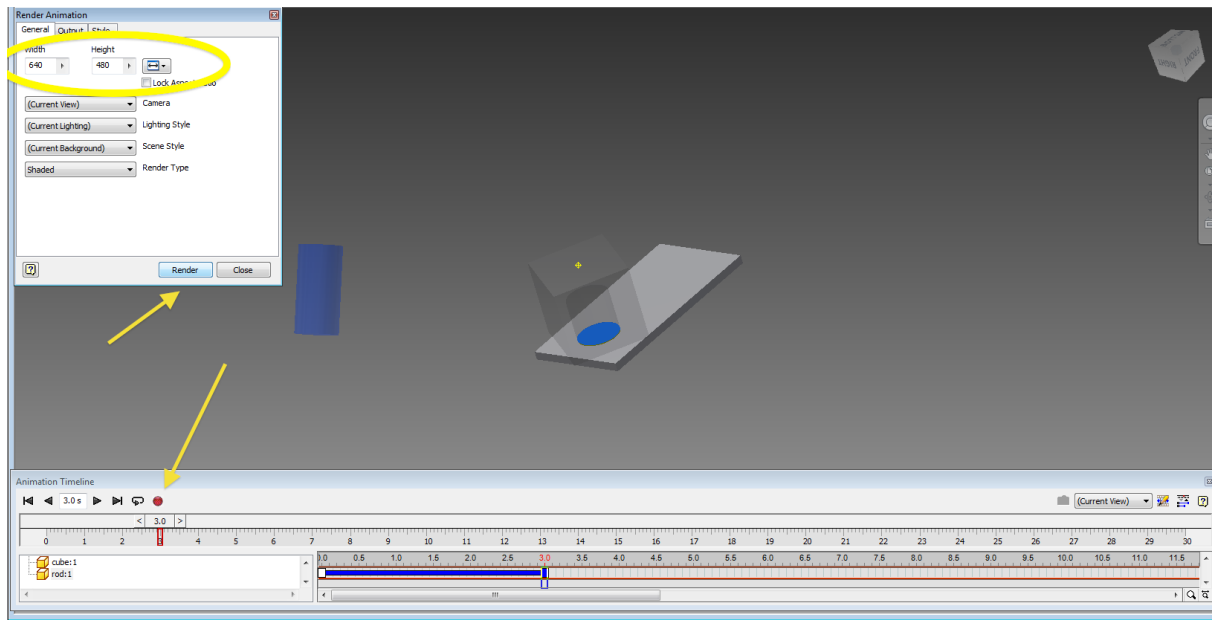 Render Animation
General Output Style
Width Height
640 480
Lock Aspect Ratio
(Current View) Camera
(Current Lighting) Lighting Style
(Current Background) Scene Style
Shaded Render Type
Render Close
FRONT
Animation Timeline
3.0 s
(Current View)
< 3.0 >
0 1 2 3 4 5 6 7 8 9 10 11 12 13 14 15 16 17 18 19 20 21 22 23 24 25 26 27 28 29 30
0.0 0.5 1.0 1.5 2.0 2.5 3.0 3.5 4.0 4.5 5.0 5.5 6.0 6.5 7.0 7.5 8.0 8.5 9.0 9.5 10.0 10.5 11.0 11.5
cube:1
rod:1